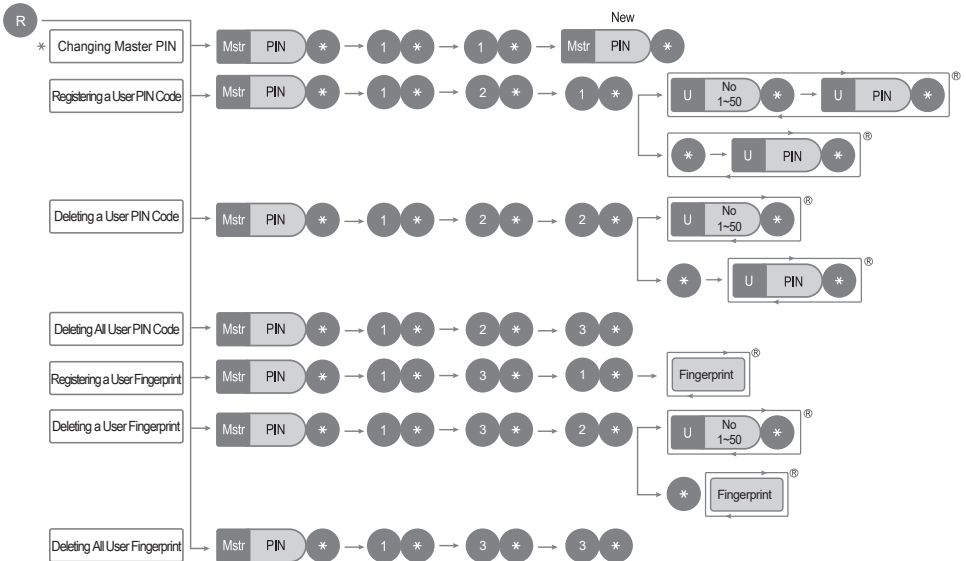 R
New
* Changing Master PIN Mstr PIN * 1 * 1 * Mstr PIN *
Registering a User PIN Code Mstr PIN * 1 * 2 * 1 * U No 1~50 * U PIN * ®
* U PIN * ®
Deleting a User PIN Code Mstr PIN * 1 * 2 * 2 * U No 1~50 * ®
* U PIN * ®
Deleting All User PIN Code Mstr PIN * 1 * 2 * 3 *
Registering a User Fingerprint Mstr PIN * 1 * 3 * 1 * Fingerprint ®
Deleting a User Fingerprint Mstr PIN * 1 * 3 * 2 * U No 1~50 * ®
* Fingerprint ®
Deleting All User Fingerprint Mstr PIN * 1 * 3 * 3 *